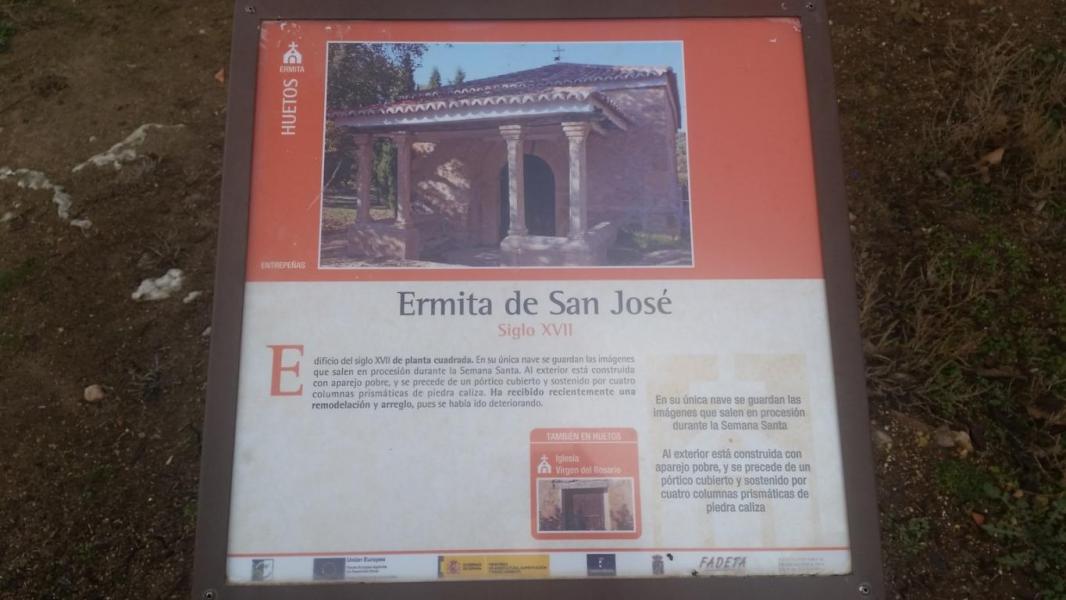 ERMITA
HUETOS
ENTREPEÑAS
Ermita de San José
Siglo XVII
Edificio del siglo XVII de planta cuadrada. En su única nave se guardan las imágenes
que salen en procesión durante la Semana Santa. Al exterior está construida
con aparejo pobre, y se precede de un pórtico cubierto y sostenido por cuatro
columnas prismáticas de piedra caliza. Ha recibido recientemente una
remodelación y arreglo, pues se había ido deteriorando.
En su única nave se guardan las
imágenes que salen en procesión
durante la Semana Santa
Al exterior está construida con
aparejo pobre, y se precede de un
pórtico cubierto y sostenido por
cuatro columnas prismáticas de
piedra caliza
TAMBIÉN EN HUETOS
Iglesia
Virgen del Rosario
Unión Europea
GOBIERNO
DE ESPAÑA
MINISTERIO
FADETA